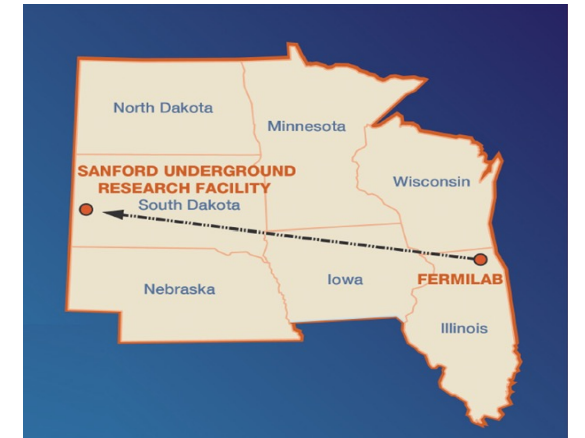 North Dakota
Minnesota
SANFORD UNDERGROUND
RESEARCH FACILITY
Wisconsin
South Dakota
FERMILAB
Iowa
Nebraska
Illinois